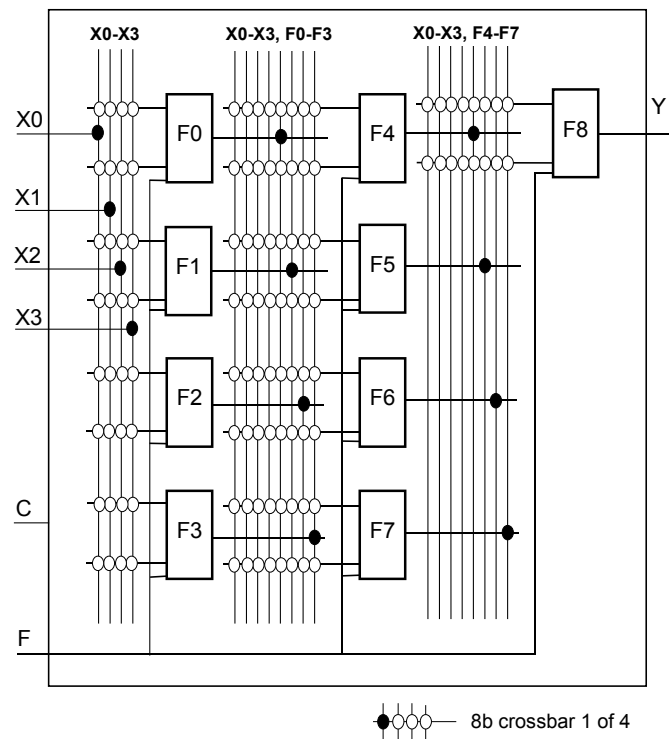 X0-X3 X0-X3, F0-F3 X0-X3, F4-F7
X0 F0 F4 F8 Y
X1
F1 F5
X2
X3
F2 F6
C F3 F7
F
8b crossbar 1 of 4